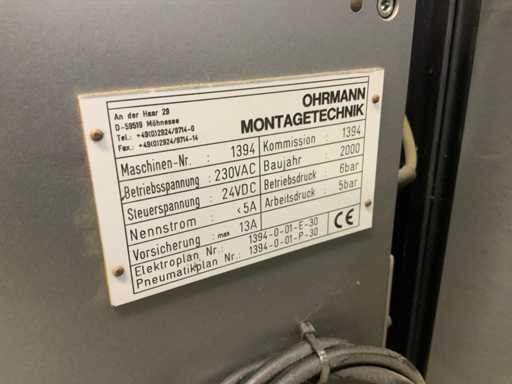 An der Haar 29
D-59519 Möhnesee
Tel.: +49(0)2924/9714-0
Fax.: +49(0)2924/9714-14
OHRMANN
MONTAGETECHNIK
Maschinen-Nr. : 1394 Kommission : 1394
Betriebsspannung : 230VAC Baujahr : 2000
Steuerspannung : 24VDC Betriebsdruck : 6bar
Nennstrom : <5A Arbeitsdruck : 5bar
Vorsicherung : max 13A
Elektroplan Nr.: 1394-0-01-E-30
Pneumatikplan Nr.: 1394-0-01-P-30
CE